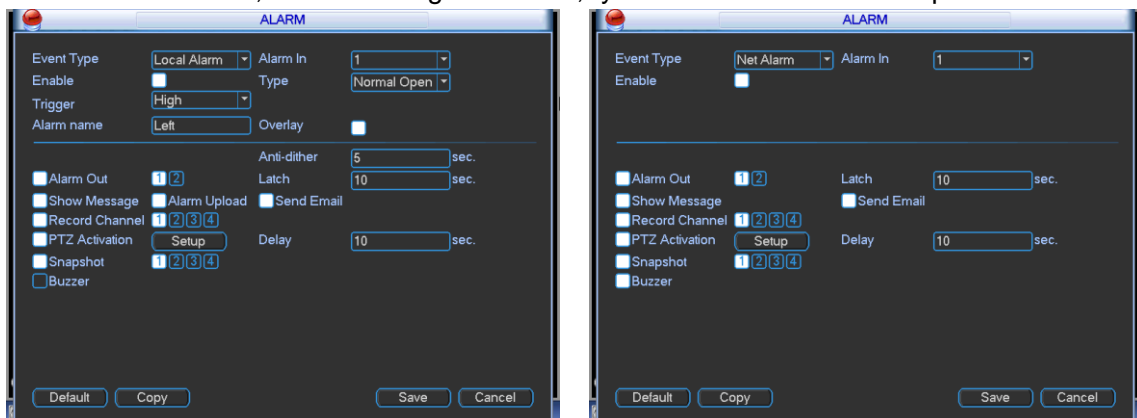 ALARM
Event Type Local Alarm Alarm In 1
Enable Type Normal Open
Trigger High
Alarm name Left Overlay
Anti-dither 5 sec.
Alarm Out 1 2 Latch 10 sec.
Show Message Alarm Upload Send Email
Record Channel 1 2 3 4
PTZ Activation Setup Delay 10 sec.
Snapshot 1 2 3 4
Buzzer
Default Copy Save Cancel
ALARM
Event Type Net Alarm Alarm In 1
Enable
Alarm Out 1 2 Latch 10 sec.
Show Message Send Email
Record Channel 1 2 3 4
PTZ Activation Setup Delay 10 sec.
Snapshot 1 2 3 4
Buzzer
Default Copy Save Cancel